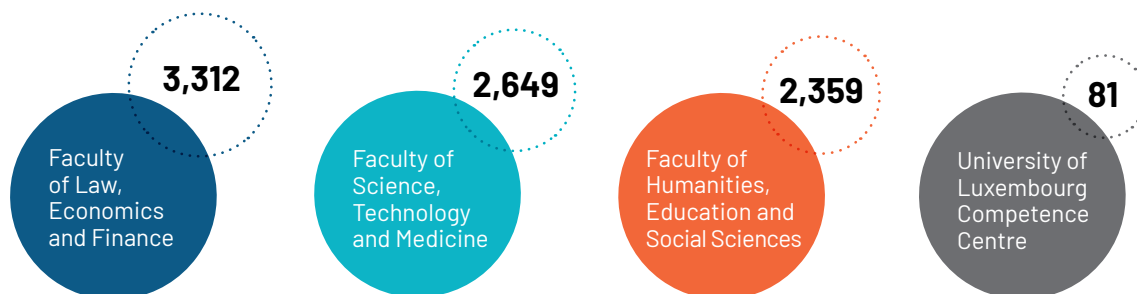 3,312
Faculty
of Law,
Economics
and Finance
2,649
Faculty of
Science,
Technology
and Medicine
2,359
Faculty of
Humanities,
Education and
Social Sciences
81
University of
Luxembourg
Competence
Centre